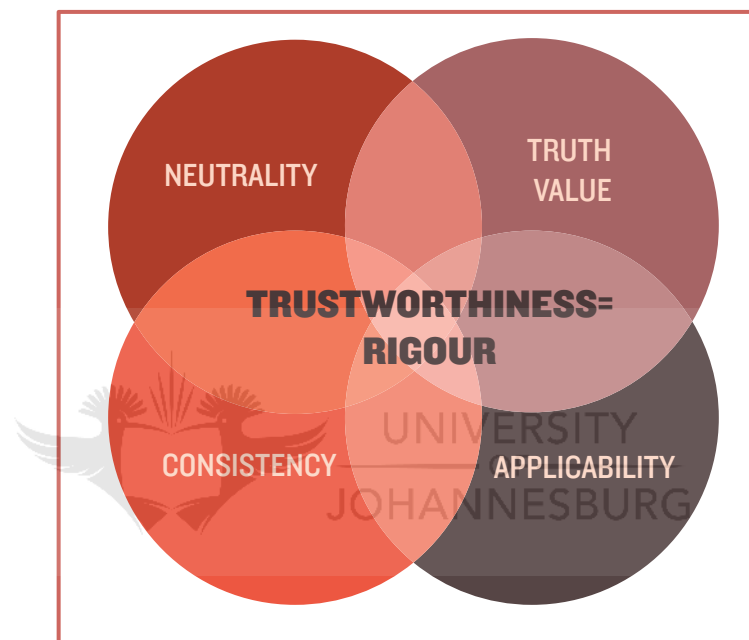 NEUTRALITY
TRUTH
VALUE
TRUSTWORTHINESS=
RIGOUR
UNIVERSITY
JOHANNESBURG
CONSISTENCY
APPLICABILITY